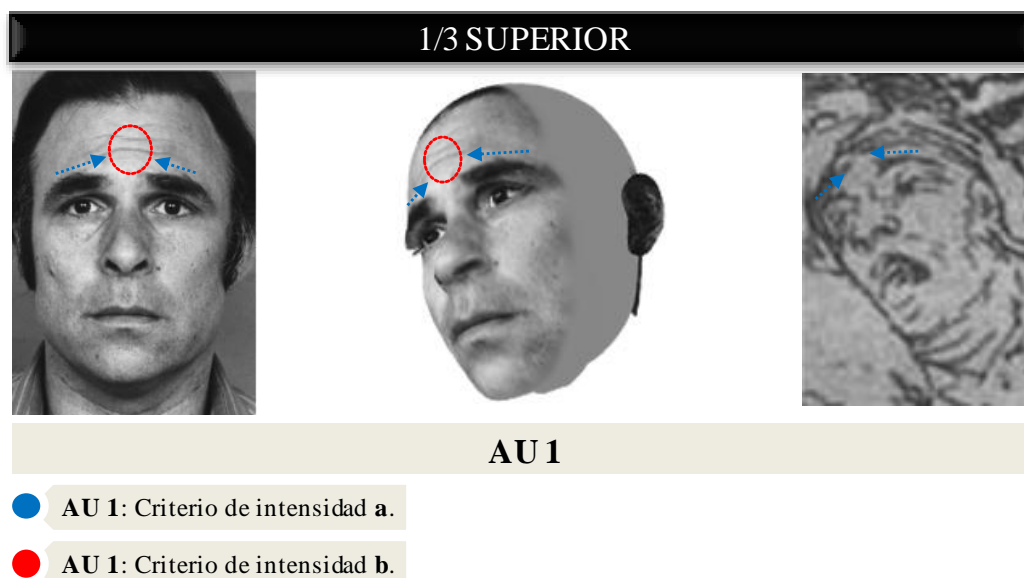 1/3 SUPERIOR
AU 1
AU 1: Criterio de intensidad a.
AU 1: Criterio de intensidad b.